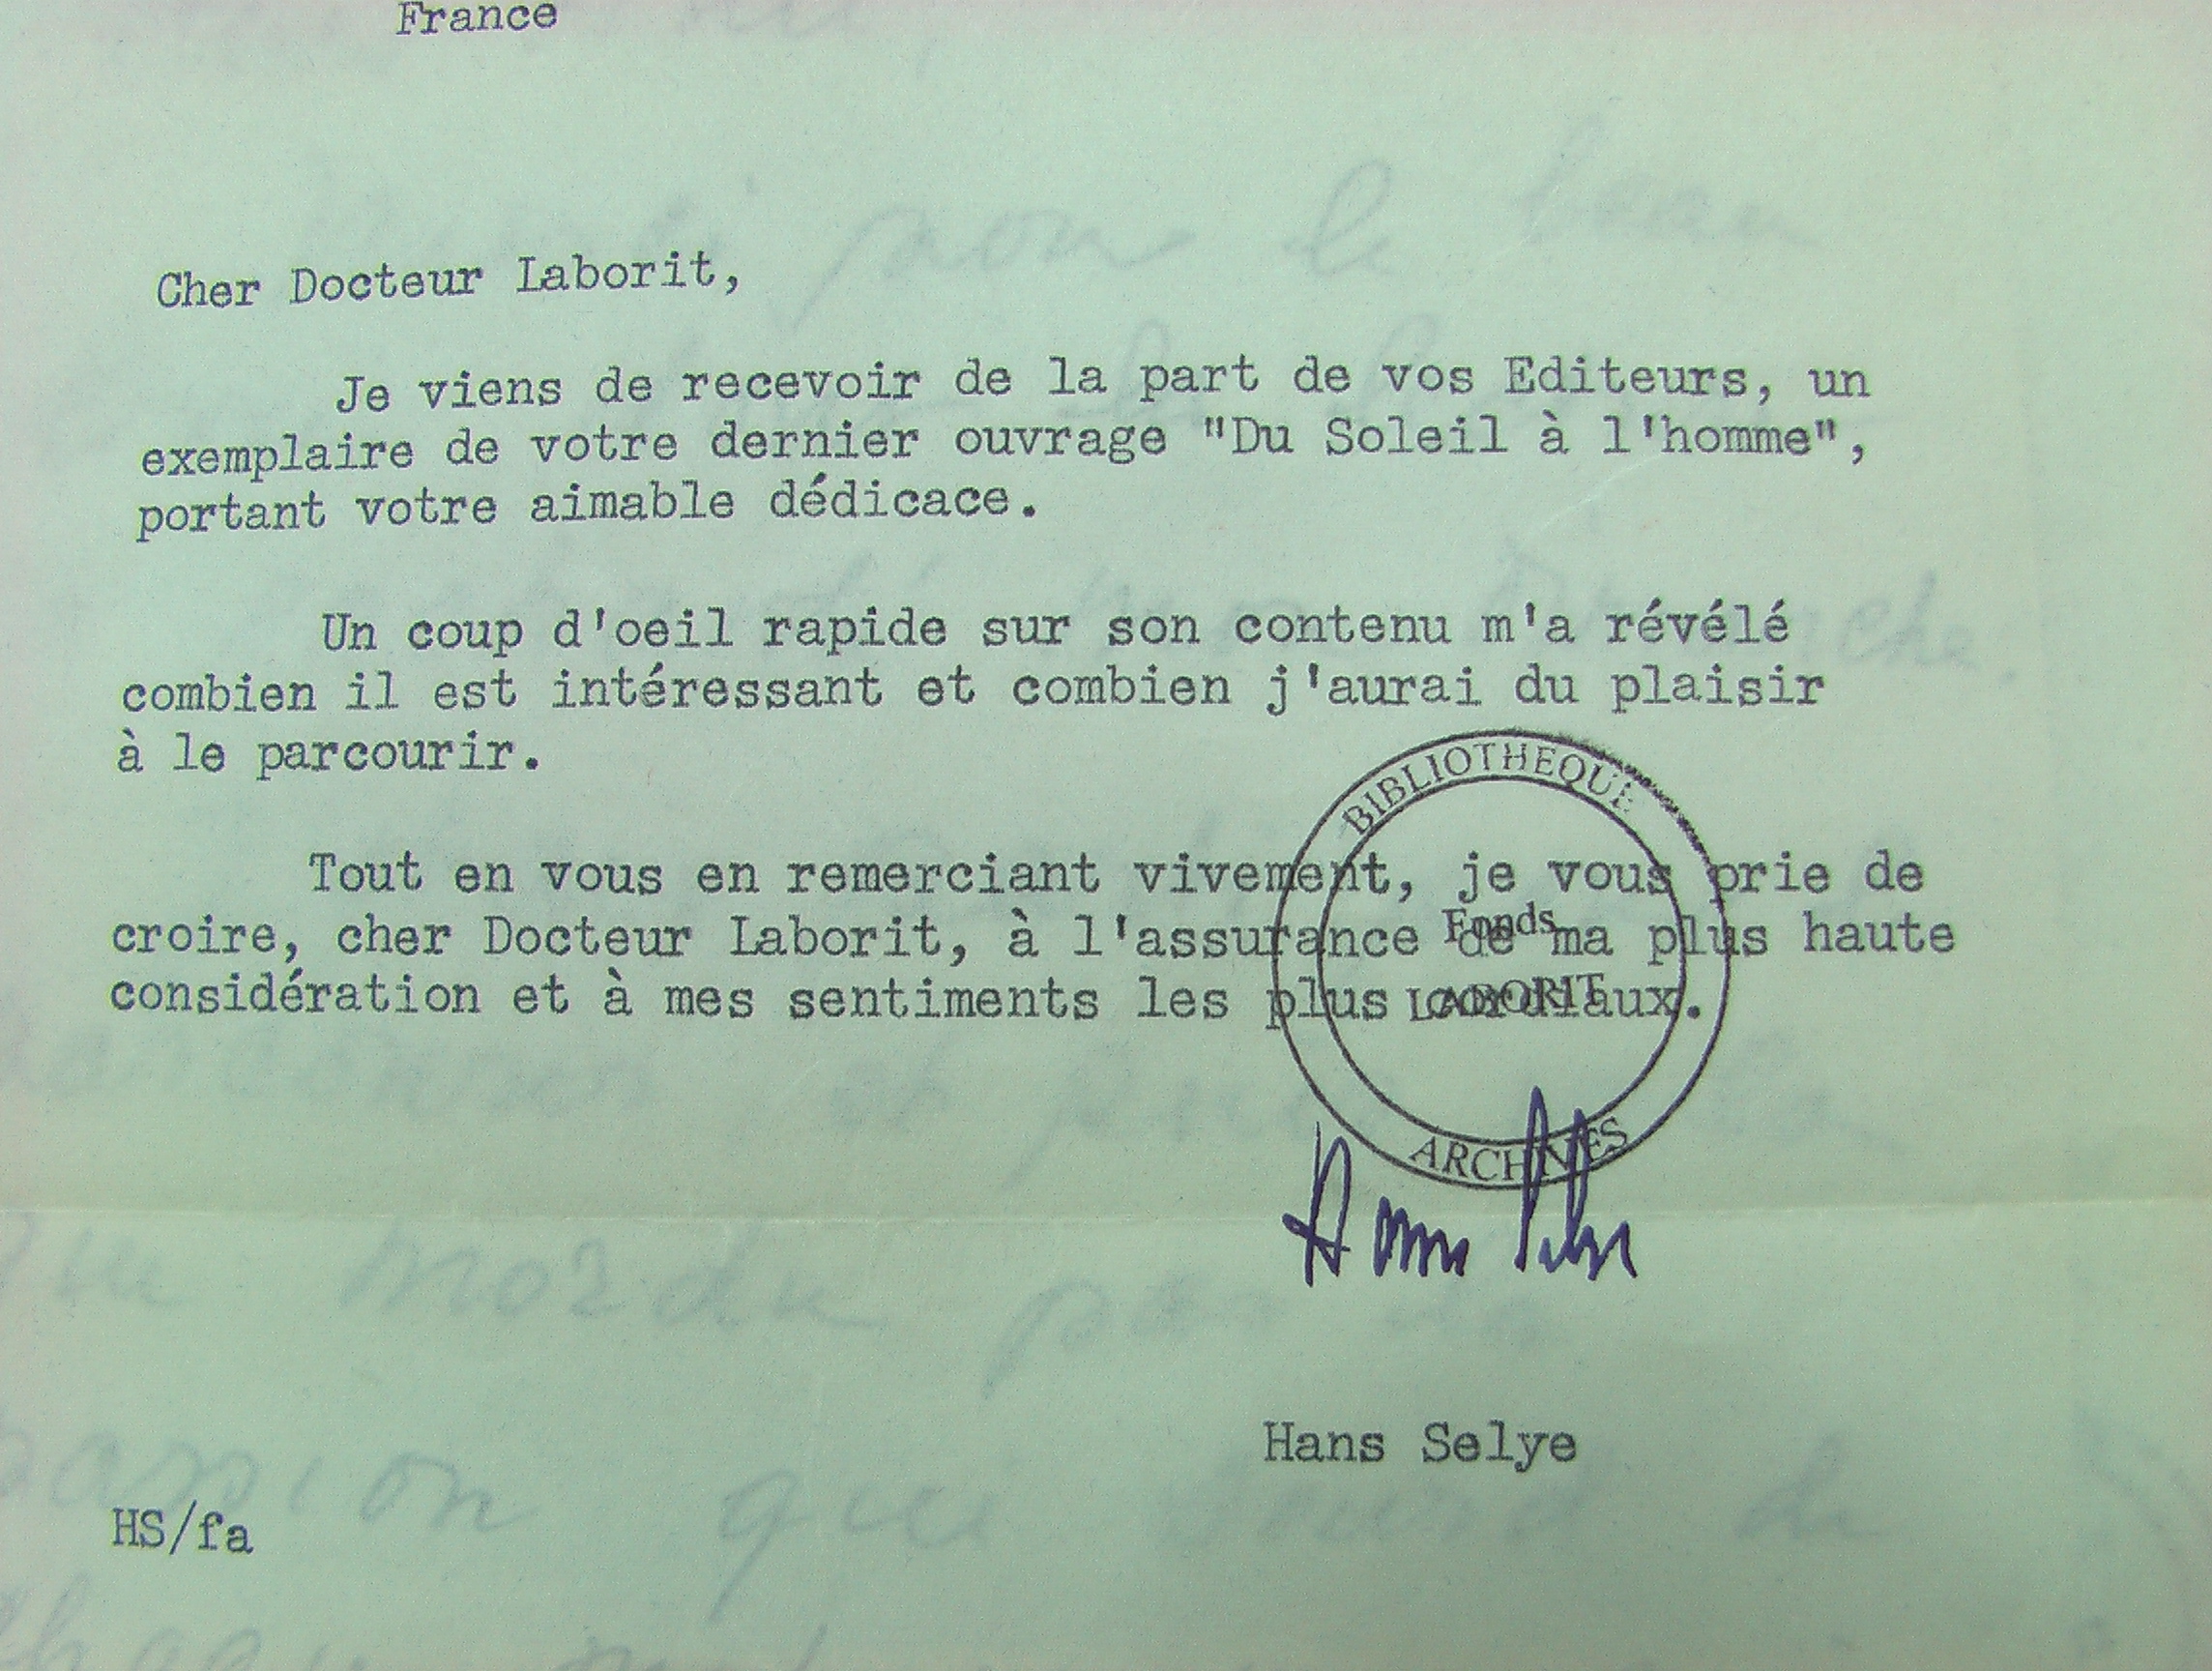 France
Cher Docteur Laborit,
Je viens de recevoir de la part de vos Editeurs, un
exemplaire de votre dernier ouvrage "Du Soleil à l'homme",
portant votre aimable dédicace.
Un coup d'oeil rapide sur son contenu m'a révélé
combien il est intéressant et combien j'aurai du plaisir
à le parcourir.
Tout en vous en remerciant vivement, je vous prie de
croire, cher Docteur Laborit, à l'assurance de ma plus haute
considération et à mes sentiments les plus cordiaux.
BIBLIOTHEQUE
Fonds
LABORIT
ARCHIVES
Hans Selye
Hans Selye
HS/fa